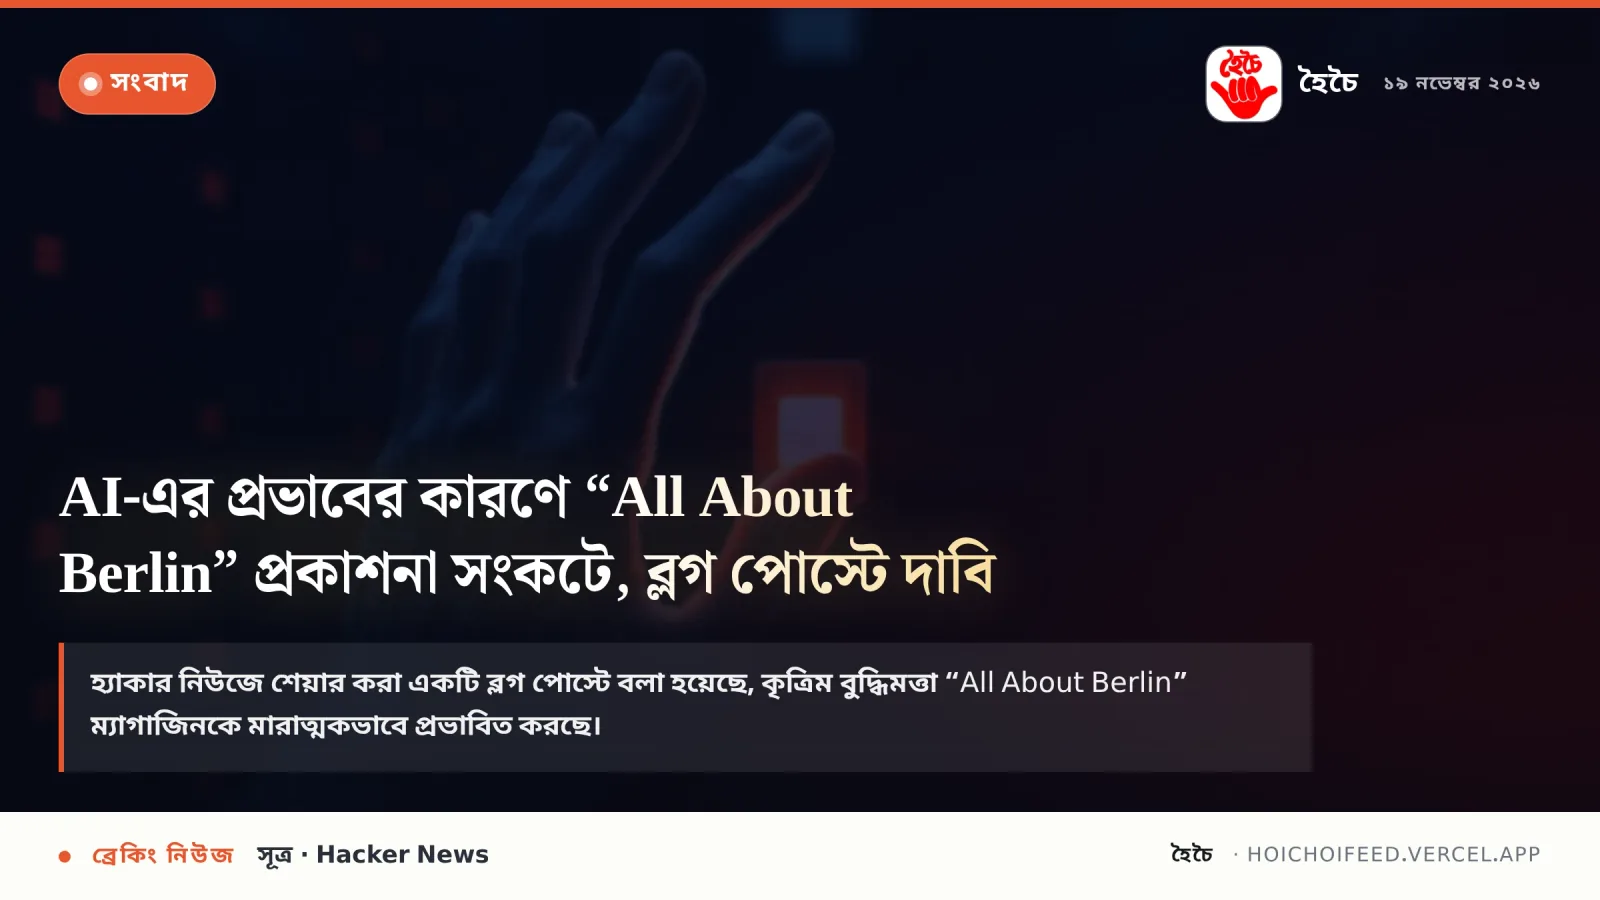 সংবাদ
হৈচৈ
হৈচৈ
১৯ নভেম্বর ২০২৬
AI-এর প্রভাবের কারণে “All About
Berlin” প্রকাশনা সংকটে, ব্লগ পোস্টে দাবি
হ্যাকার নিউজে শেয়ার করা একটি ব্লগ পোস্টে বলা হয়েছে, কৃত্রিম বুদ্ধিমত্তা “All About Berlin”
ম্যাগাজিনকে মারাত্মকভাবে প্রভাবিত করছে।
ব্রেকিং নিউজ সূত্র · Hacker News
হৈচৈ · HOICHOIFEED.VERCEL.APP